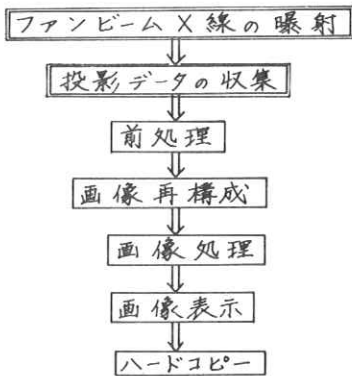 ファンビームX線の曝射
投影データの収集
前処理
画像再構成
画像処理
画像表示
ハードコピー